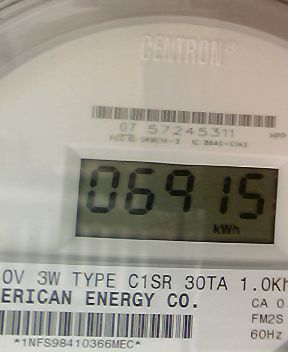 CENTRON®
07 57245311
06915
kWh
0V 3W TYPE C1SR 30TA 1.0Kh
ERICAN ENERGY CO.
CA 0
FM2S
60Hz
*1NFS98410366MEC*